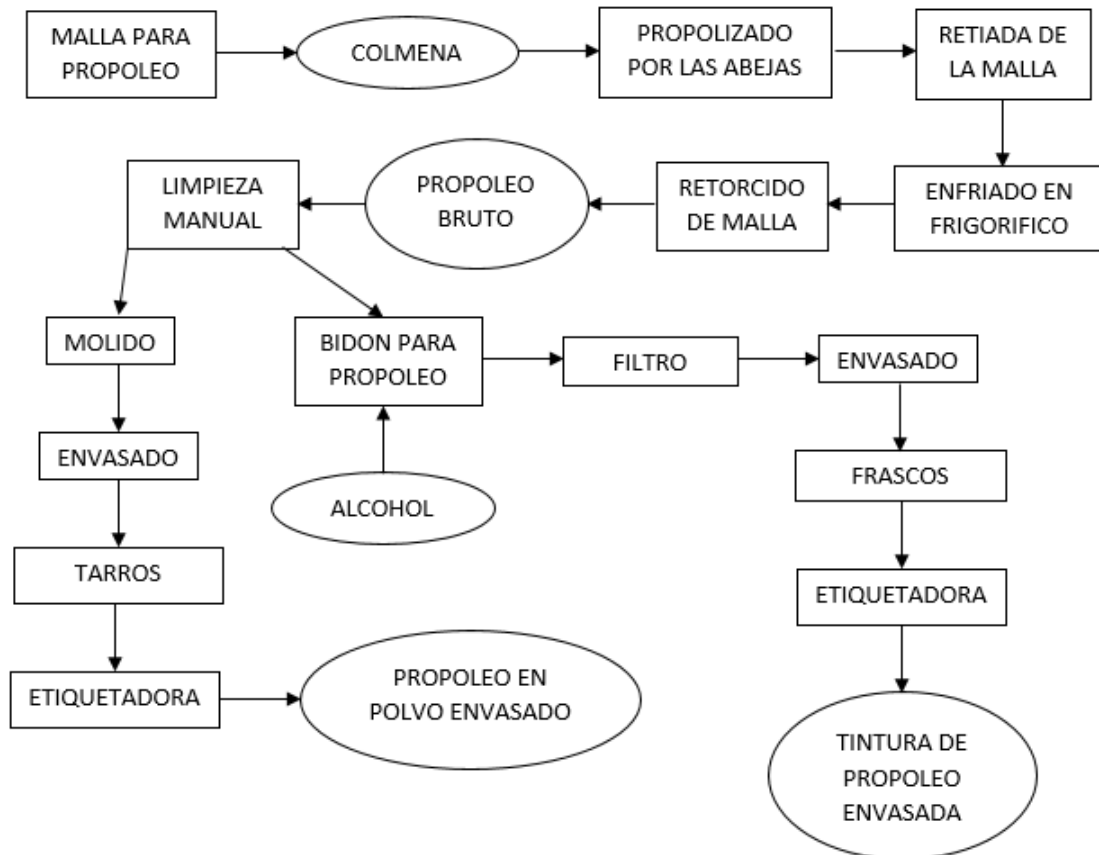 MALLA PARA
PROPOLEO
COLMENA
PROPOLIZADO
POR LAS ABEJAS
RETIADA DE
LA MALLA
LIMPIEZA
MANUAL
PROPOLEO
BRUTO
RETORCIDO
DE MALLA
ENFRIADO EN
FRIGORIFICO
MOLIDO
BIDON PARA
PROPOLEO
FILTRO
ENVASADO
ENVASADO
ALCOHOL
FRASCOS
TARROS
ETIQUETADORA
ETIQUETADORA
PROPOLEO EN
POLVO ENVASADO
TINTURA DE
PROPOLEO
ENVASADA